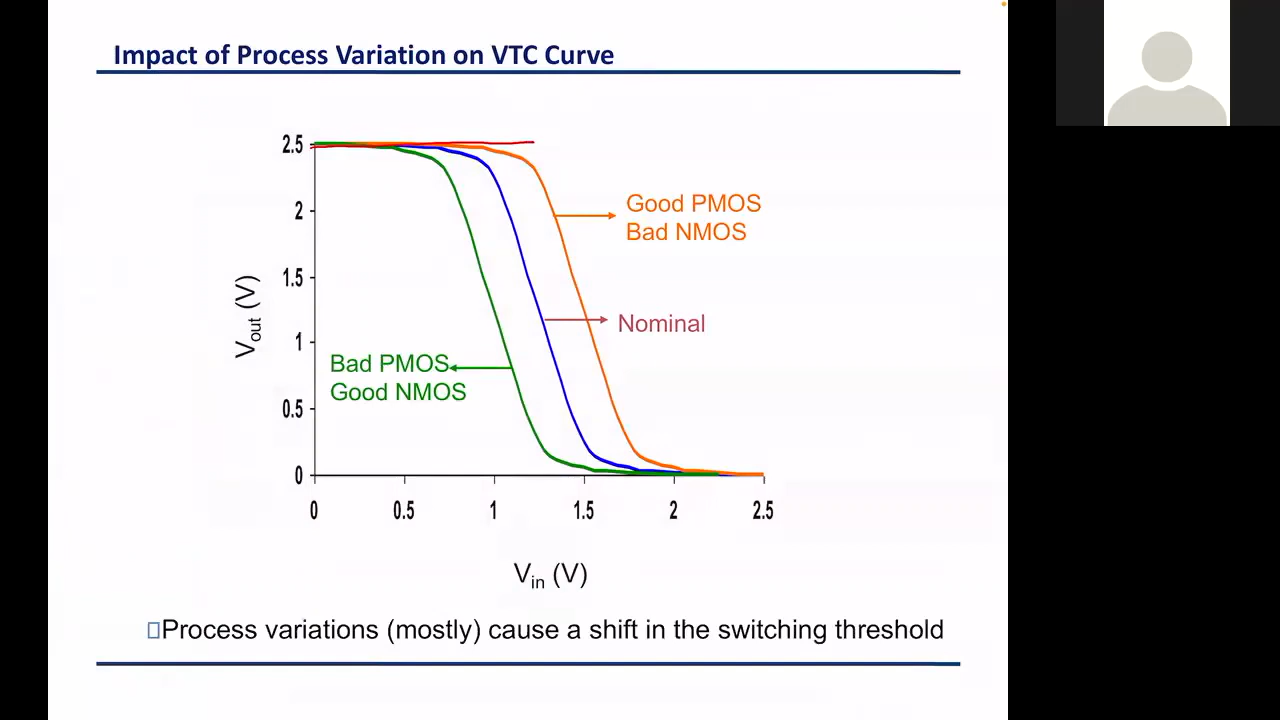 Impact of Process Variation on VTC Curve
2.5
2
1.5
1
0.5
0
Vout (V)
Good PMOS
Bad NMOS
Nominal
Bad PMOS
Good NMOS
0 0.5 1 1.5 2 2.5
Vin (V)
Process variations (mostly) cause a shift in the switching threshold